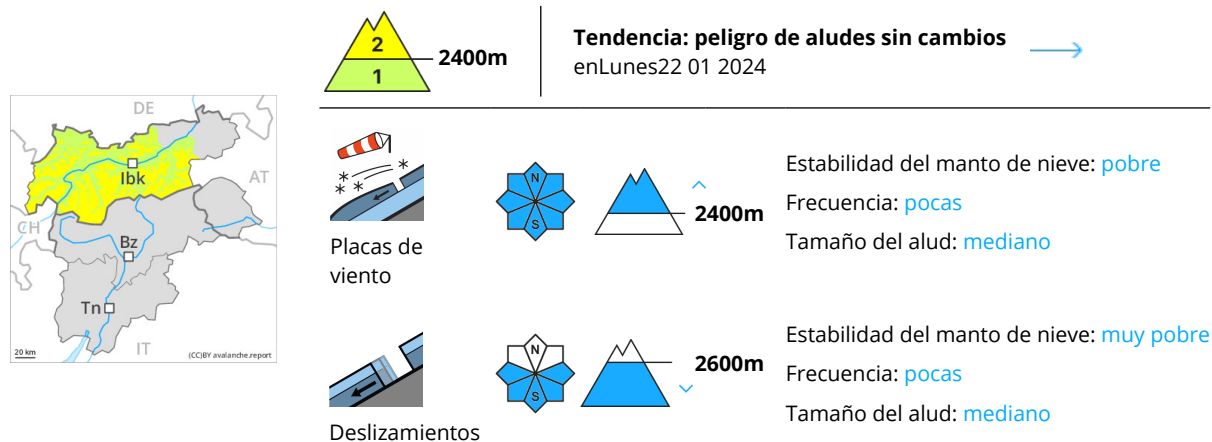 2
1
2400m
Tendencia: peligro de aludes sin cambios
enLunes22 01 2024
DE
Ibk
AT
CH
Bz
Tn
IT
20 km
(CC)BY avalanche.report
Placas de
viento
N
S
2400m
Estabilidad del manto de nieve: pobre
Frecuencia: pocas
Tamaño del alud: mediano
Deslizamientos
N
S
2600m
Estabilidad del manto de nieve: muy pobre
Frecuencia: pocas
Tamaño del alud: mediano